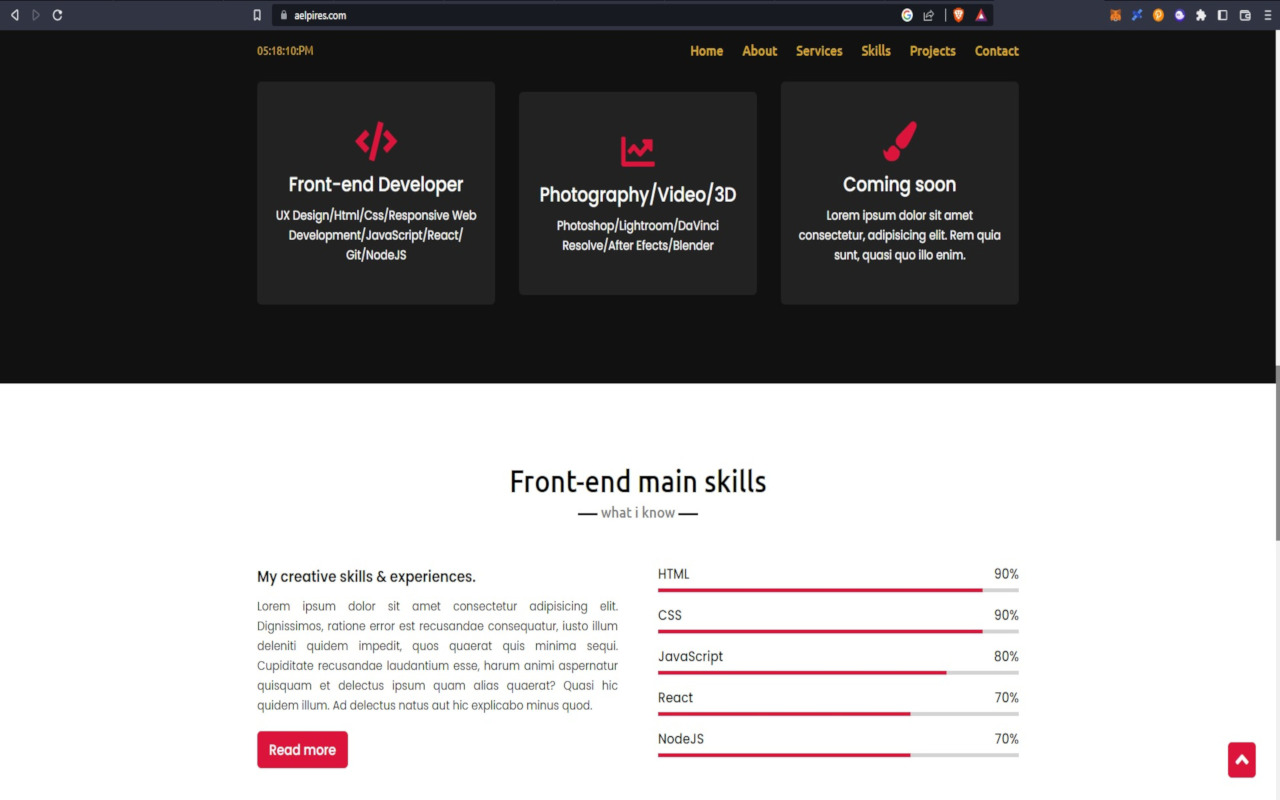 aelpires.com
05:18:10:PM
Home About Services Skills Projects Contact
Front-end Developer
UX Design/Html/Css/Responsive Web
Development/JavaScript/React/
Git/NodeJS
Photography/Video/3D
Photoshop/Lightroom/DaVinci
Resolve/After Efects/Blender
Coming soon
Lorem ipsum dolor sit amet
consectetur, adipisicing elit. Rem quia
sunt, quasi quo illo enim.
Front-end main skills
what i know
My creative skills & experiences.
Lorem ipsum dolor sit amet consectetur adipisicing elit.
Dignissimos, ratione error est recusandae consequatur, iusto illum
deleniti quidem impedit, quos quaerat quis minima sequi.
Cupiditate recusandae laudantium esse, harum animi aspernatur
quisquam et delectus ipsum quam alias quaerat? Quasi hic
quidem illum. Ad delectus natus aut hic explicabo minus quod.
Read more
HTML 90%
CSS 90%
JavaScript 80%
React 70%
NodeJS 70%